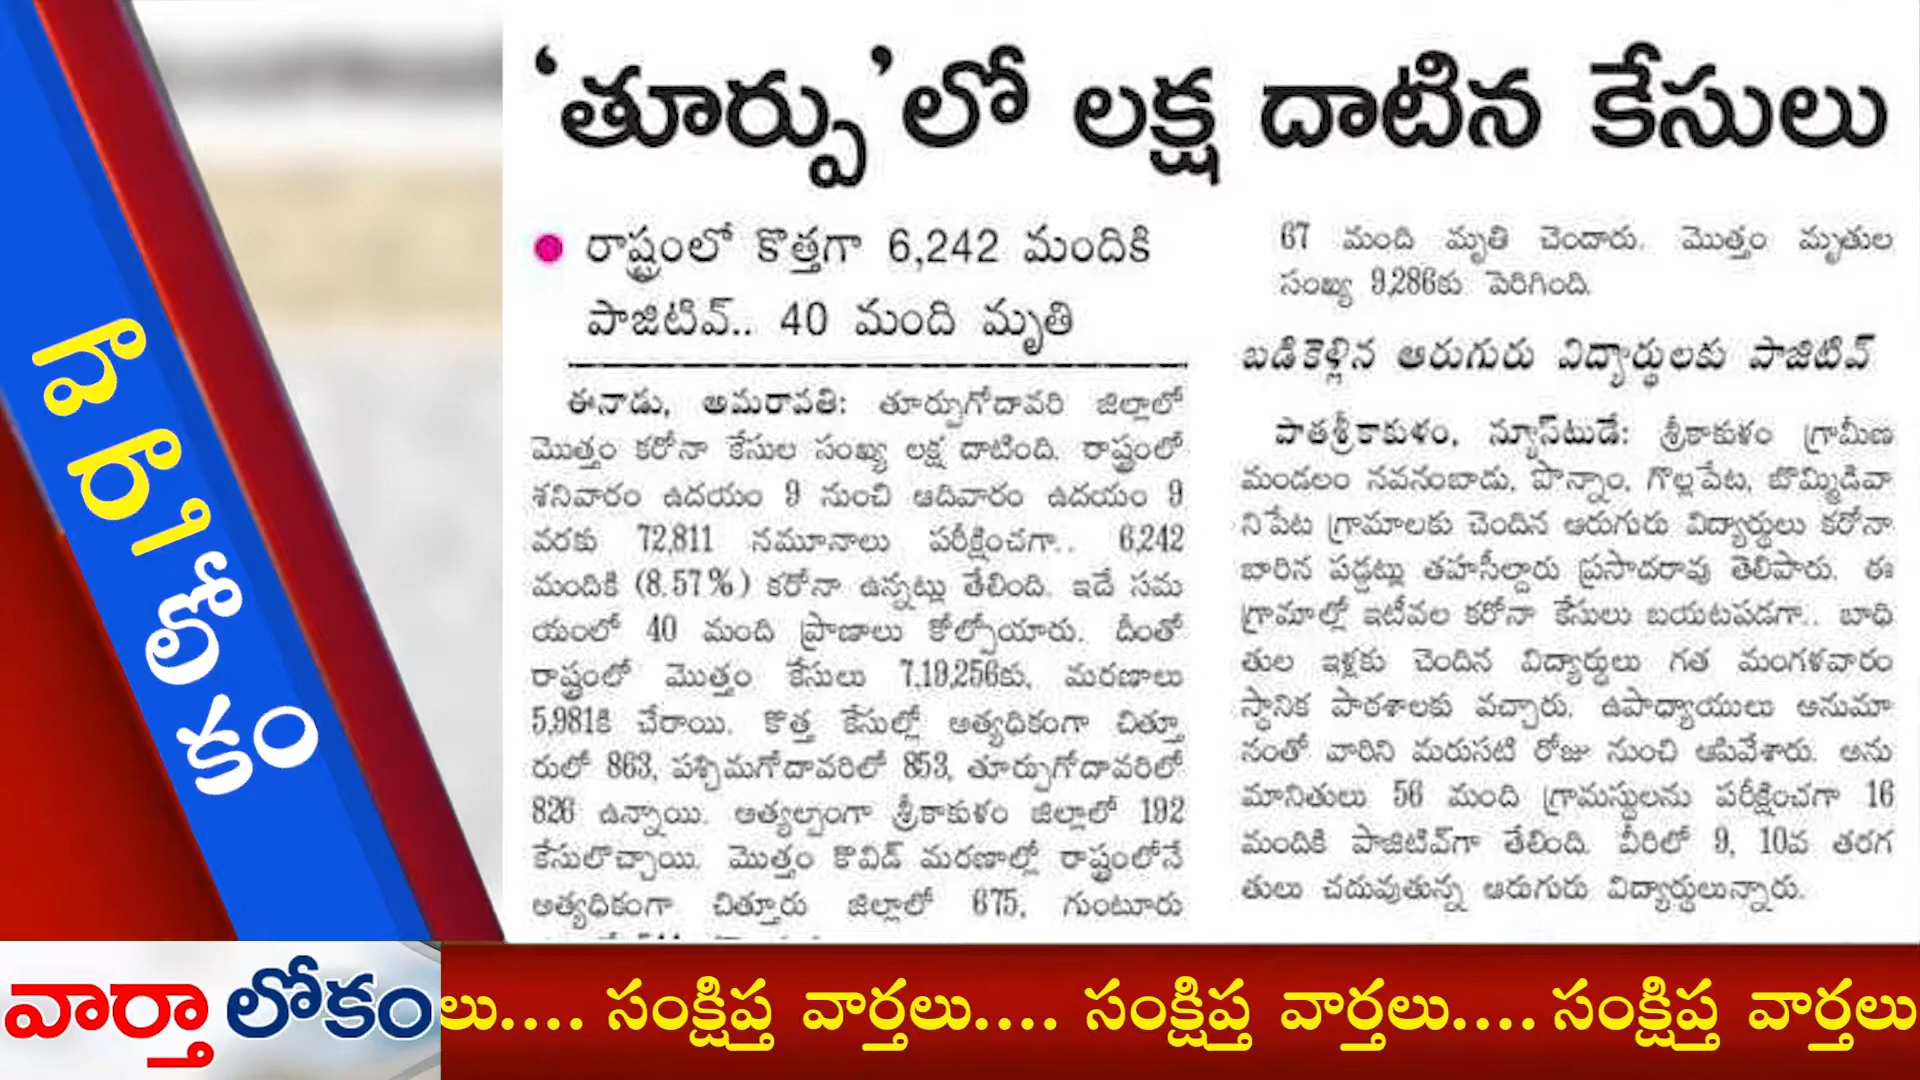 ‘తూర్పు’లో లక్ష దాటిన కేసులు
రాష్ట్రంలో కొత్తగా 6,242 మందికి
పాజిటివ్.. 40 మంది మృతి
ఈనాడు, అమరావతి: తూర్పుగోదావరి జిల్లాలో
మొత్తం కరోనా కేసుల సంఖ్య లక్ష దాటింది. రాష్ట్రంలో
శనివారం ఉదయం 9 నుంచి ఆదివారం ఉదయం 9
వరకు 72,811 నమూనాలు పరీక్షించగా.. 6,242
మందికి (8.57%) కరోనా ఉన్నట్లు తేలింది. ఇదే సమ
యంలో 40 మంది ప్రాణాలు కోల్పోయారు. దీంతో
రాష్ట్రంలో మొత్తం కేసులు 7,19,256కు, మరణాలు
5,981కి చేరాయి. కొత్త కేసుల్లో అత్యధికంగా చిత్తూ
రులో 863, పశ్చిమగోదావరిలో 853, తూర్పుగోదావరిలో
826 ఉన్నాయి. అత్యల్పంగా శ్రీకాకుళం జిల్లాలో 192
కేసులొచ్చాయి. మొత్తం కొవిడ్ మరణాల్లో రాష్ట్రంలోనే
అత్యధికంగా చిత్తూరు జిల్లాలో 675, గుంటూరు
67 మంది మృతి చెందారు. మొత్తం మృతుల
సంఖ్య 9,286కు పెరిగింది.
బడికెళ్లిన ఆరుగురు విద్యార్థులకు పాజిటివ్
పాతశ్రీకాకుళం, న్యూస్‌టుడే: శ్రీకాకుళం గ్రామీణ
మండలం నవనంబాడు, పొన్నాం, గొల్లపేట, బొమ్మిడివా
నిపేట గ్రామాలకు చెందిన ఆరుగురు విద్యార్థులు కరోనా
బారిన పడ్డట్లు తహసీల్దారు ప్రసాదరావు తెలిపారు. ఈ
గ్రామాల్లో ఇటీవల కరోనా కేసులు బయటపడగా.. బాధి
తుల ఇళ్లకు చెందిన విద్యార్థులు గత మంగళవారం
స్థానిక పాఠశాలకు వచ్చారు. ఉపాధ్యాయులు అనుమా
నంతో వారిని మరుసటి రోజు నుంచి ఆపివేశారు. అను
మానితులు 56 మంది గ్రామస్థులను పరీక్షించగా 16
మందికి పాజిటివ్‌గా తేలింది. వీరిలో 9, 10వ తరగ
తులు చదువుతున్న ఆరుగురు విద్యార్థులున్నారు.
వార్తాలోకం
వార్తా లోకం
లు.... సంక్షిప్త వార్తలు.... సంక్షిప్త వార్తలు.... సంక్షిప్త వార్తలు